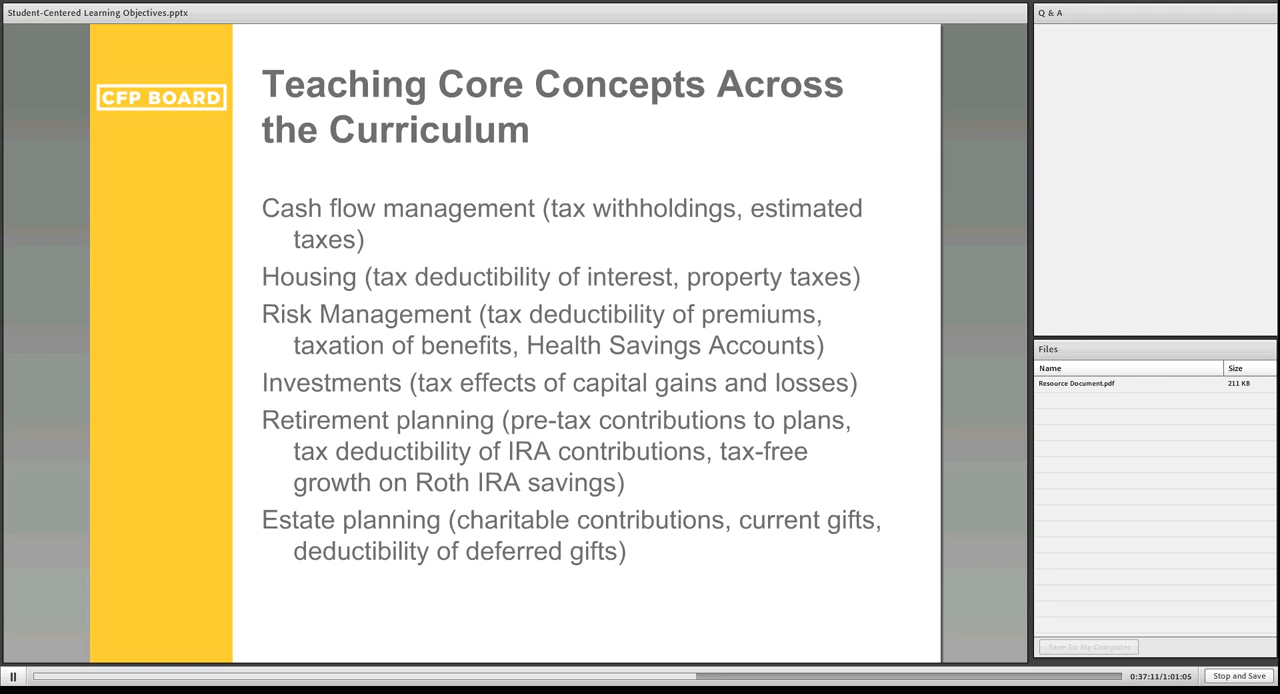 Student-Centered Learning Objectives.pptx
CFP BOARD
Teaching Core Concepts Across
the Curriculum
Cash flow management (tax withholdings, estimated
taxes)
Housing (tax deductibility of interest, property taxes)
Risk Management (tax deductibility of premiums,
taxation of benefits, Health Savings Accounts)
Investments (tax effects of capital gains and losses)
Retirement planning (pre-tax contributions to plans,
tax deductibility of IRA contributions, tax-free
growth on Roth IRA savings)
Estate planning (charitable contributions, current gifts,
deductibility of deferred gifts)
Q & A
Files
Name Size
Resource Document.pdf 211 KB
Save To My Computer
0:37:11/1:01:05 Stop and Save